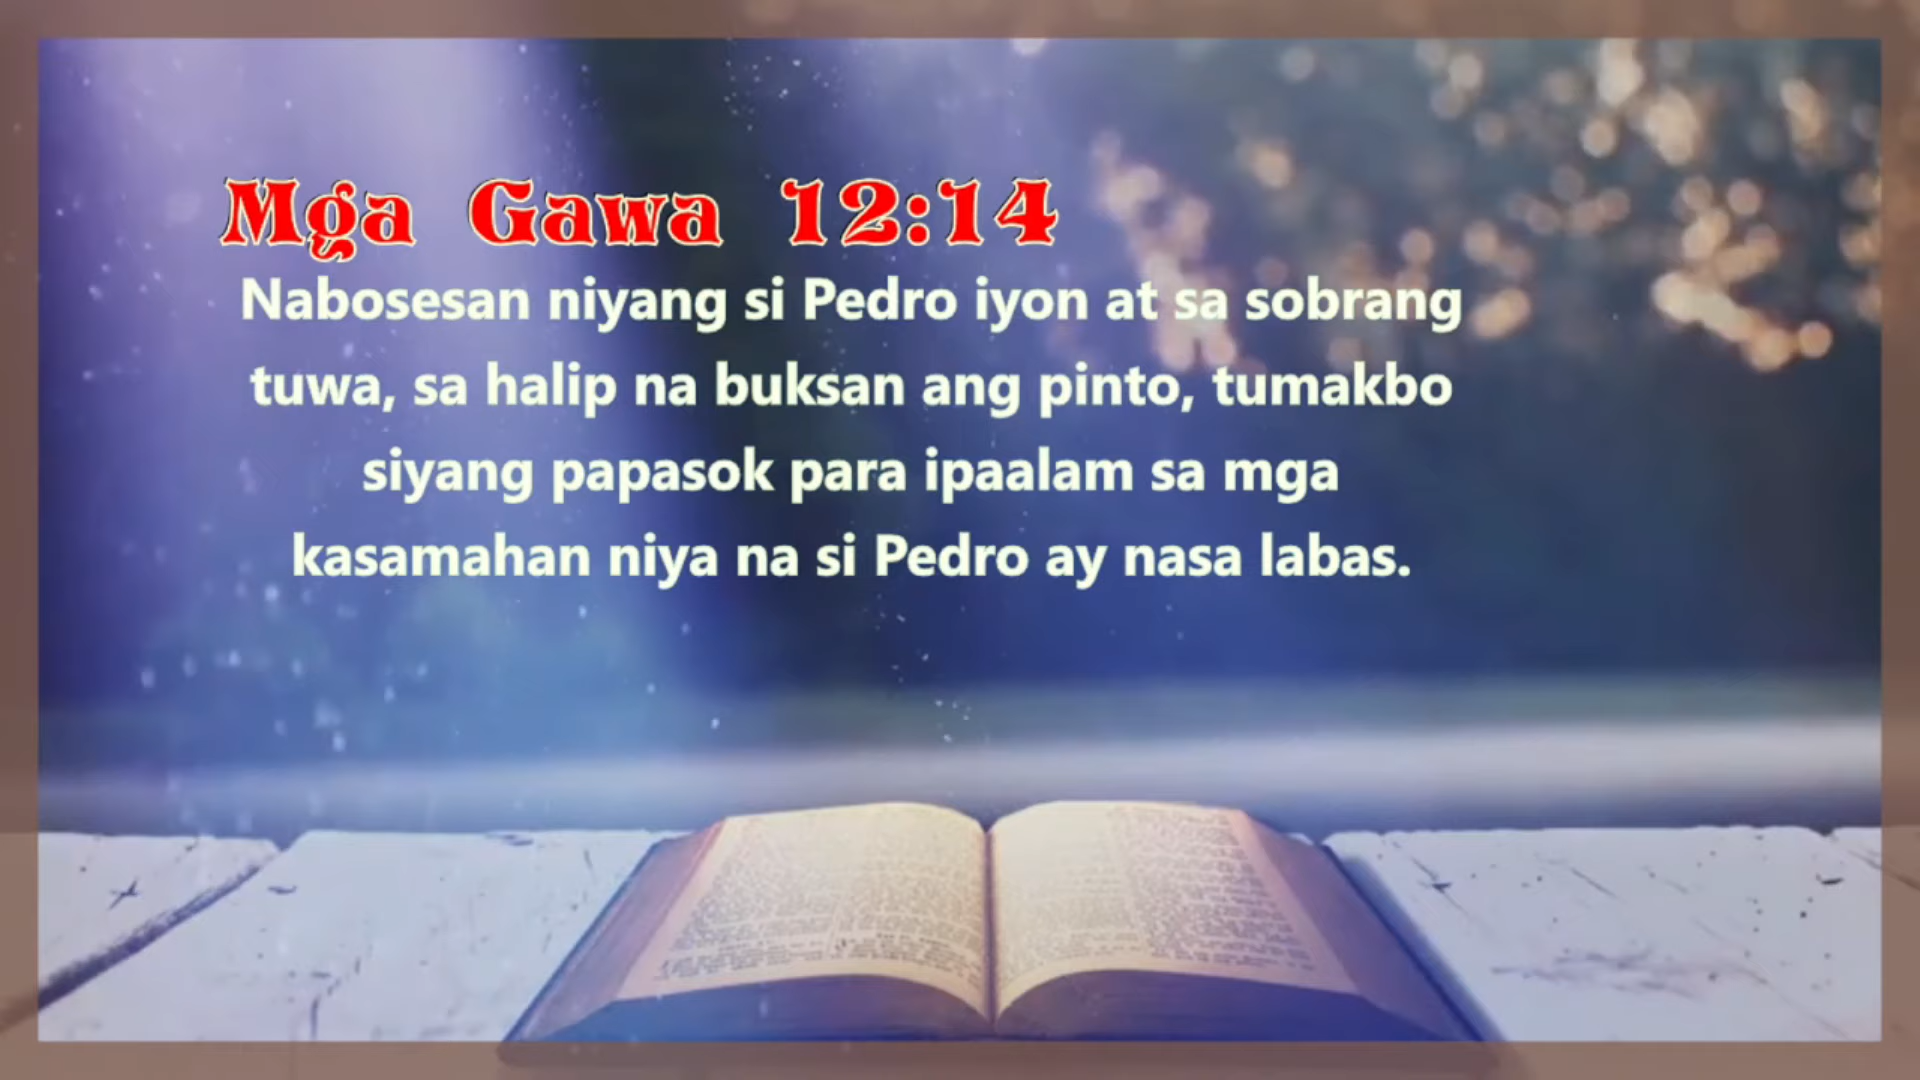 Mga Gawa 12:14
Nabosesan niyang si Pedro iyon at sa sobrang
tuwa, sa halip na buksan ang pinto, tumakbo
siyang papasok para ipaalam sa mga
kasamahan niya na si Pedro ay nasa labas.